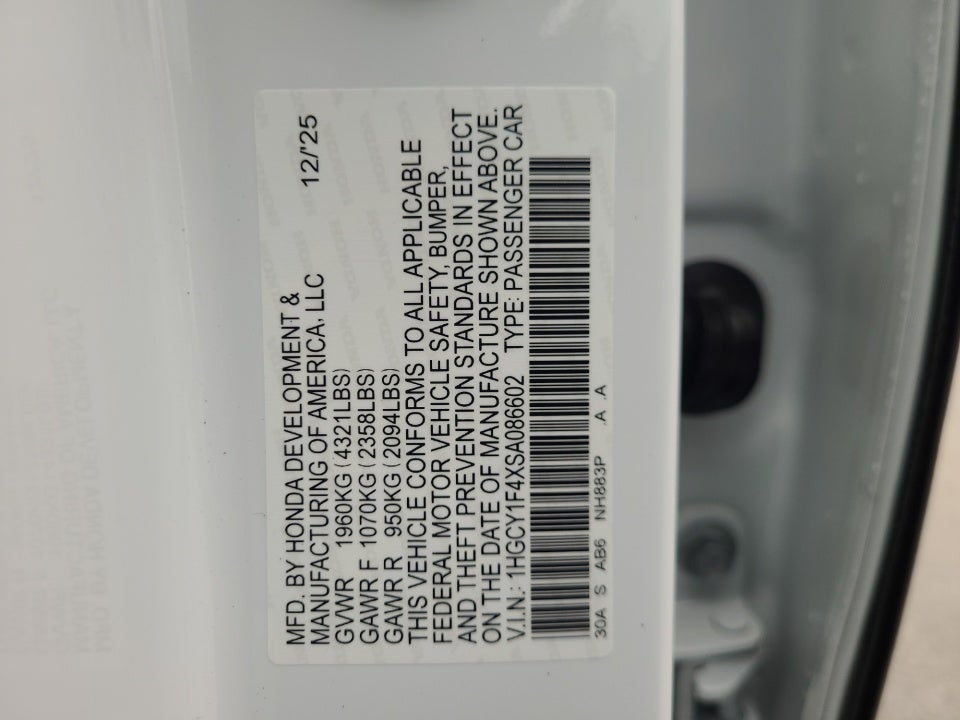 MFD. BY HONDA DEVELOPMENT &
MANUFACTURING OF AMERICA, LLC 12/'25
GVWR 1960KG (4321LBS)
GAWR F 1070KG (2358LBS)
GAWR R 950KG (2094LBS)
THIS VEHICLE CONFORMS TO ALL APPLICABLE
FEDERAL MOTOR VEHICLE SAFETY, BUMPER,
AND THEFT PREVENTION STANDARDS IN EFFECT
ON THE DATE OF MANUFACTURE SHOWN ABOVE.
V.I.N.: 1HGCY1F4XSA086602 TYPE: PASSENGER CAR
30A S AB6 NH883P .A .A